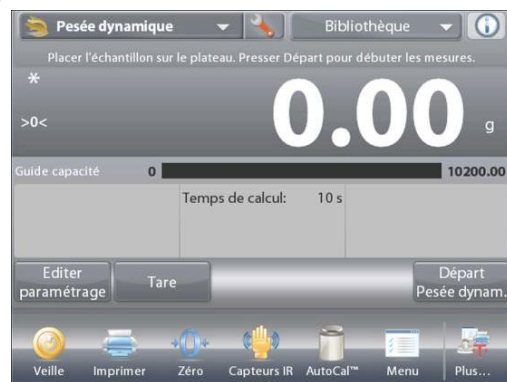 Pesée dynamique
Bibliothèque
Placer l'échantillon sur le plateau. Presser Départ pour débuter les mesures.
*
>0<
0.00 g
Guide capacité 0 10200.00
Temps de calcul: 10 s
Editer
paramétrage
Tare
Départ
Pesée dynam.
Veille Imprimer Zéro Capteurs IR AutoCal™ Menu Plus...